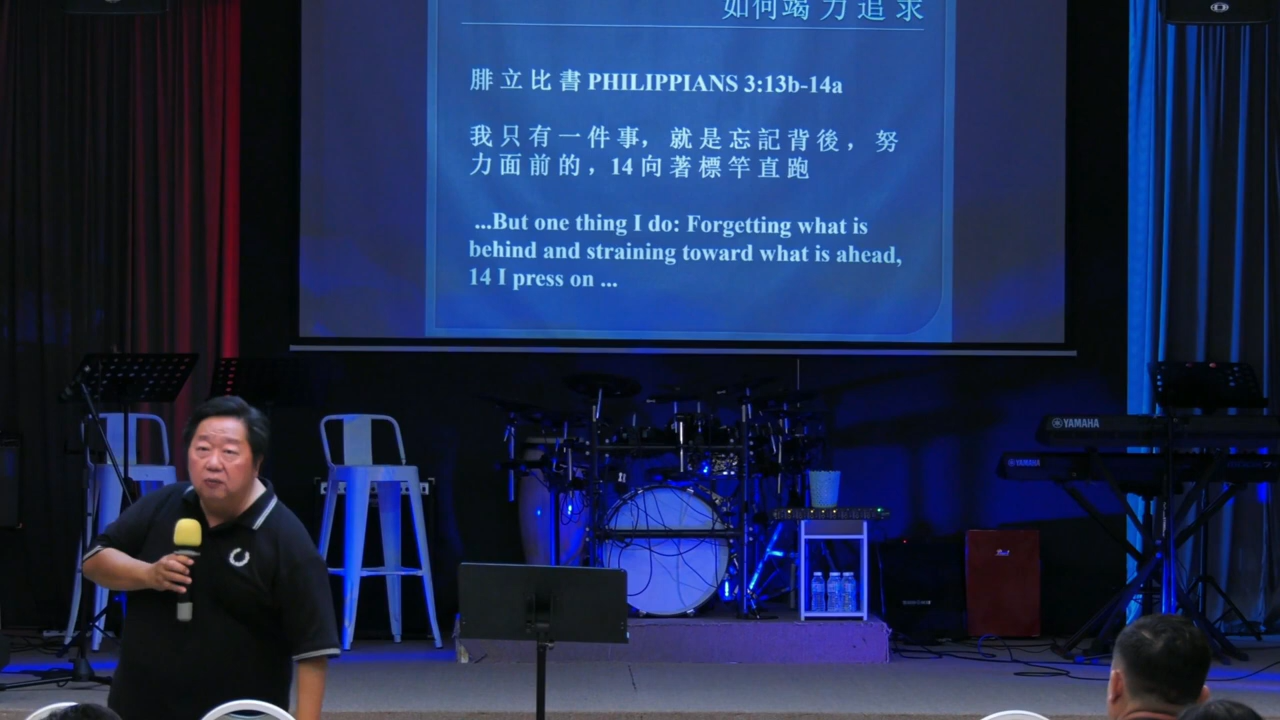 如何竭力追求
腓立比書 PHILIPPIANS 3:13b-14a
我只有一件事，就是忘記背後，努
力面前的，14 向著標竿直跑
...But one thing I do: Forgetting what is
behind and straining toward what is ahead,
14 I press on ...
YAMAHA
YAMAHA